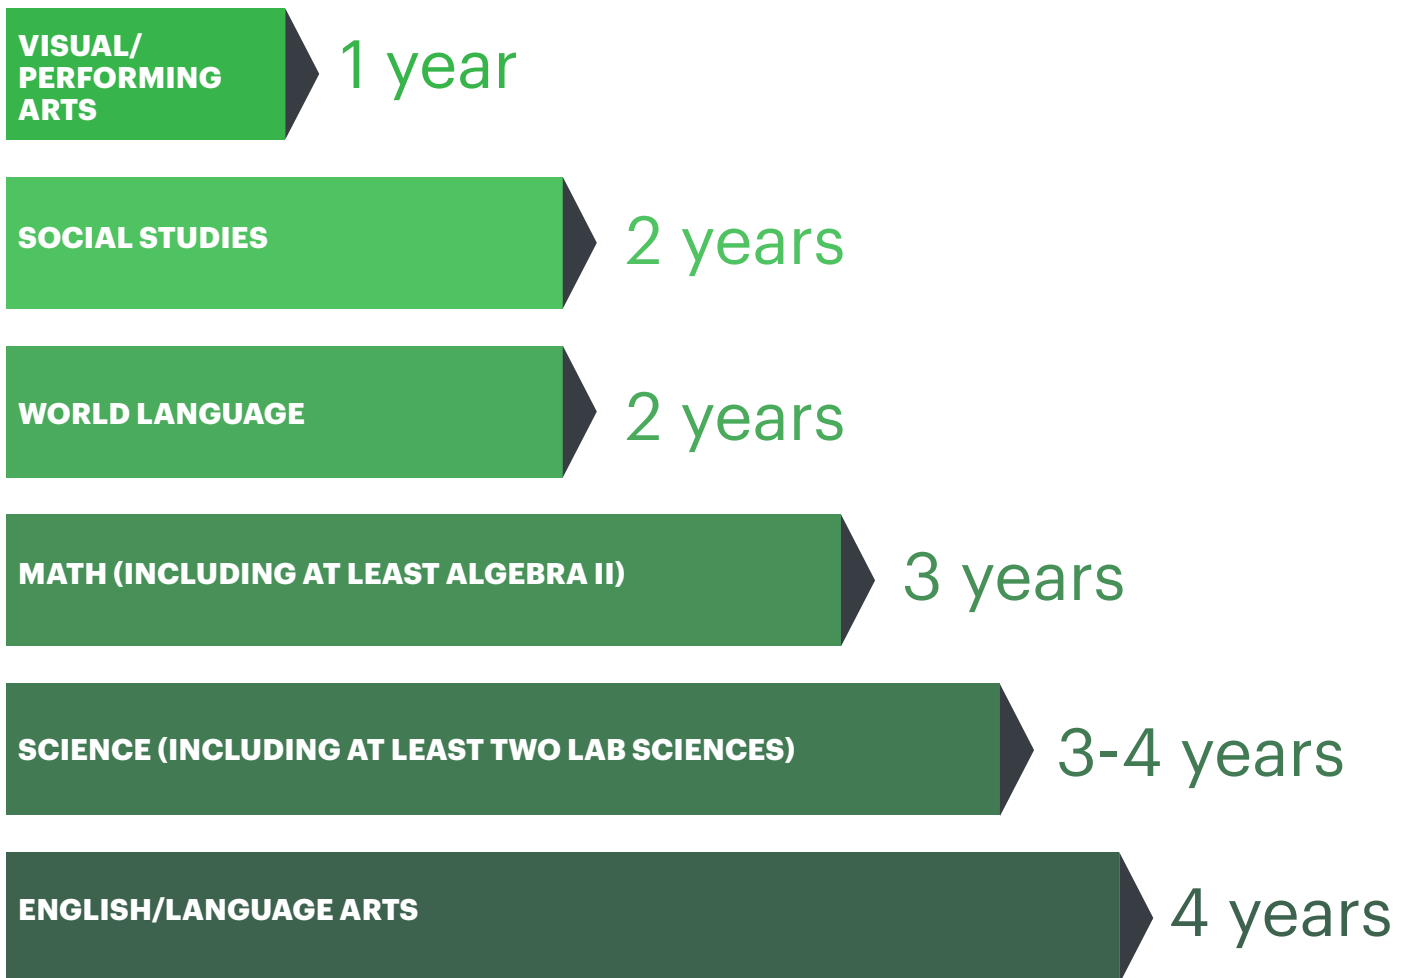 VISUAL/
PERFORMING
ARTS
1 year
SOCIAL STUDIES
2 years
WORLD LANGUAGE
2 years
MATH (INCLUDING AT LEAST ALGEBRA II)
3 years
SCIENCE (INCLUDING AT LEAST TWO LAB SCIENCES)
3-4 years
ENGLISH/LANGUAGE ARTS
4 years